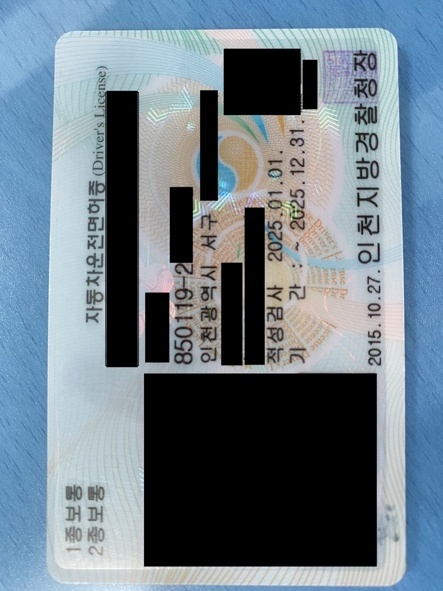 1종보통
2종보통
자동차운전면허증 (Driver's License)
850119-2
인천광역시 서구
적성검사 2025.01.01.
기 간 : ~ 2025.12.31.
2015.10.27. 인천지방경찰청장